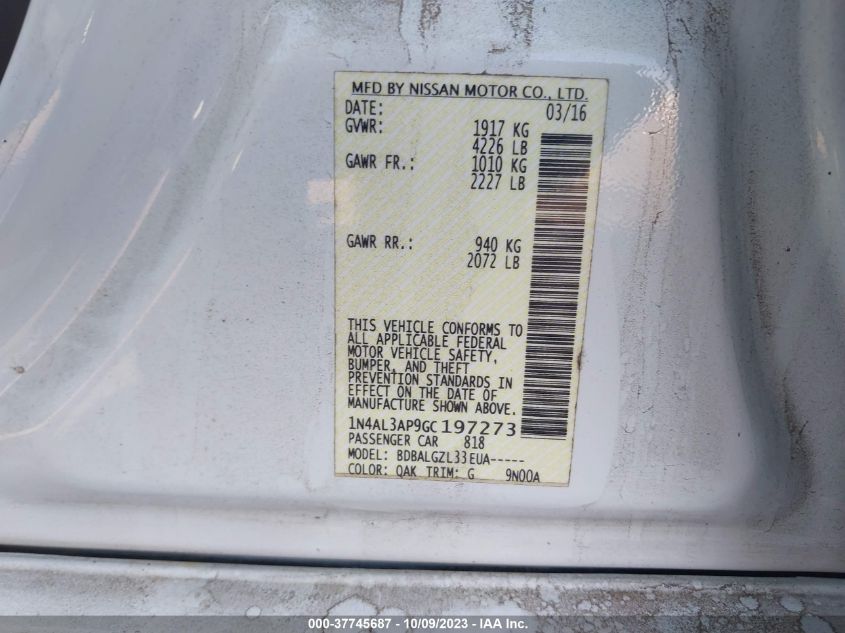 MFD BY NISSAN MOTOR CO., LTD.
DATE: 03/16
GVWR: 1917 KG
4226 LB
GAWR FR.: 1010 KG
2227 LB
GAWR RR.: 940 KG
2072 LB
THIS VEHICLE CONFORMS TO
ALL APPLICABLE FEDERAL
MOTOR VEHICLE SAFETY,
BUMPER, AND THEFT
PREVENTION STANDARDS IN
EFFECT ON THE DATE OF
MANUFACTURE SHOWN ABOVE.
1N4AL3AP9GC197273
PASSENGER CAR 818
MODEL: BDBALGZL33EUA-----
COLOR: QAK TRIM: G 9N00A
000-37745687 - 10/09/2023 - IAAI.com